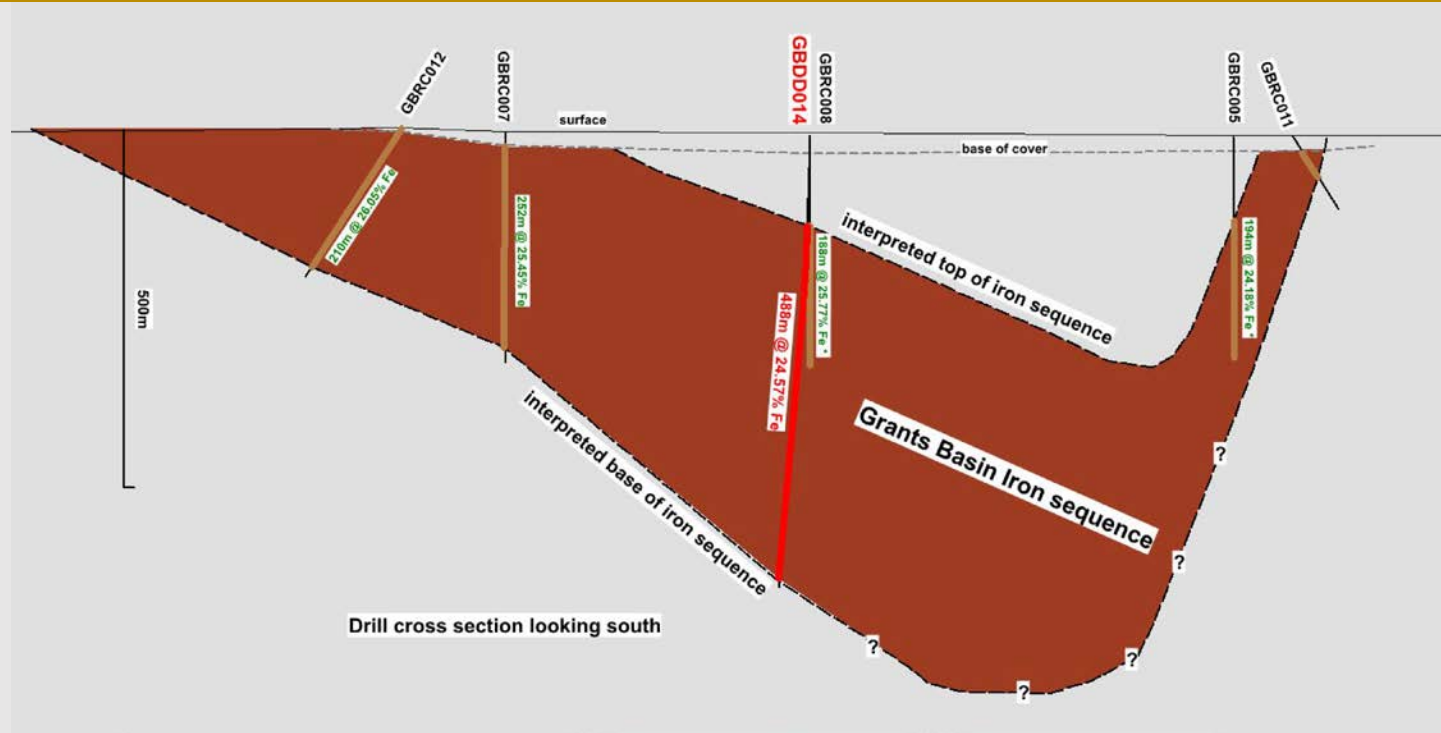 GBRC012
GBRC007
GBDD014
GBRC008
GBRC005
GBRC011
surface
base of cover
210m @ 26.05% Fe
252m @ 25.45% Fe
188m @ 25.77% Fe *
488m @ 24.57% Fe
194m @ 24.18% Fe *
interpreted top of iron sequence
500m
interpreted base of iron sequence
Grants Basin Iron sequence
?
?
?
?
?
Drill cross section looking south